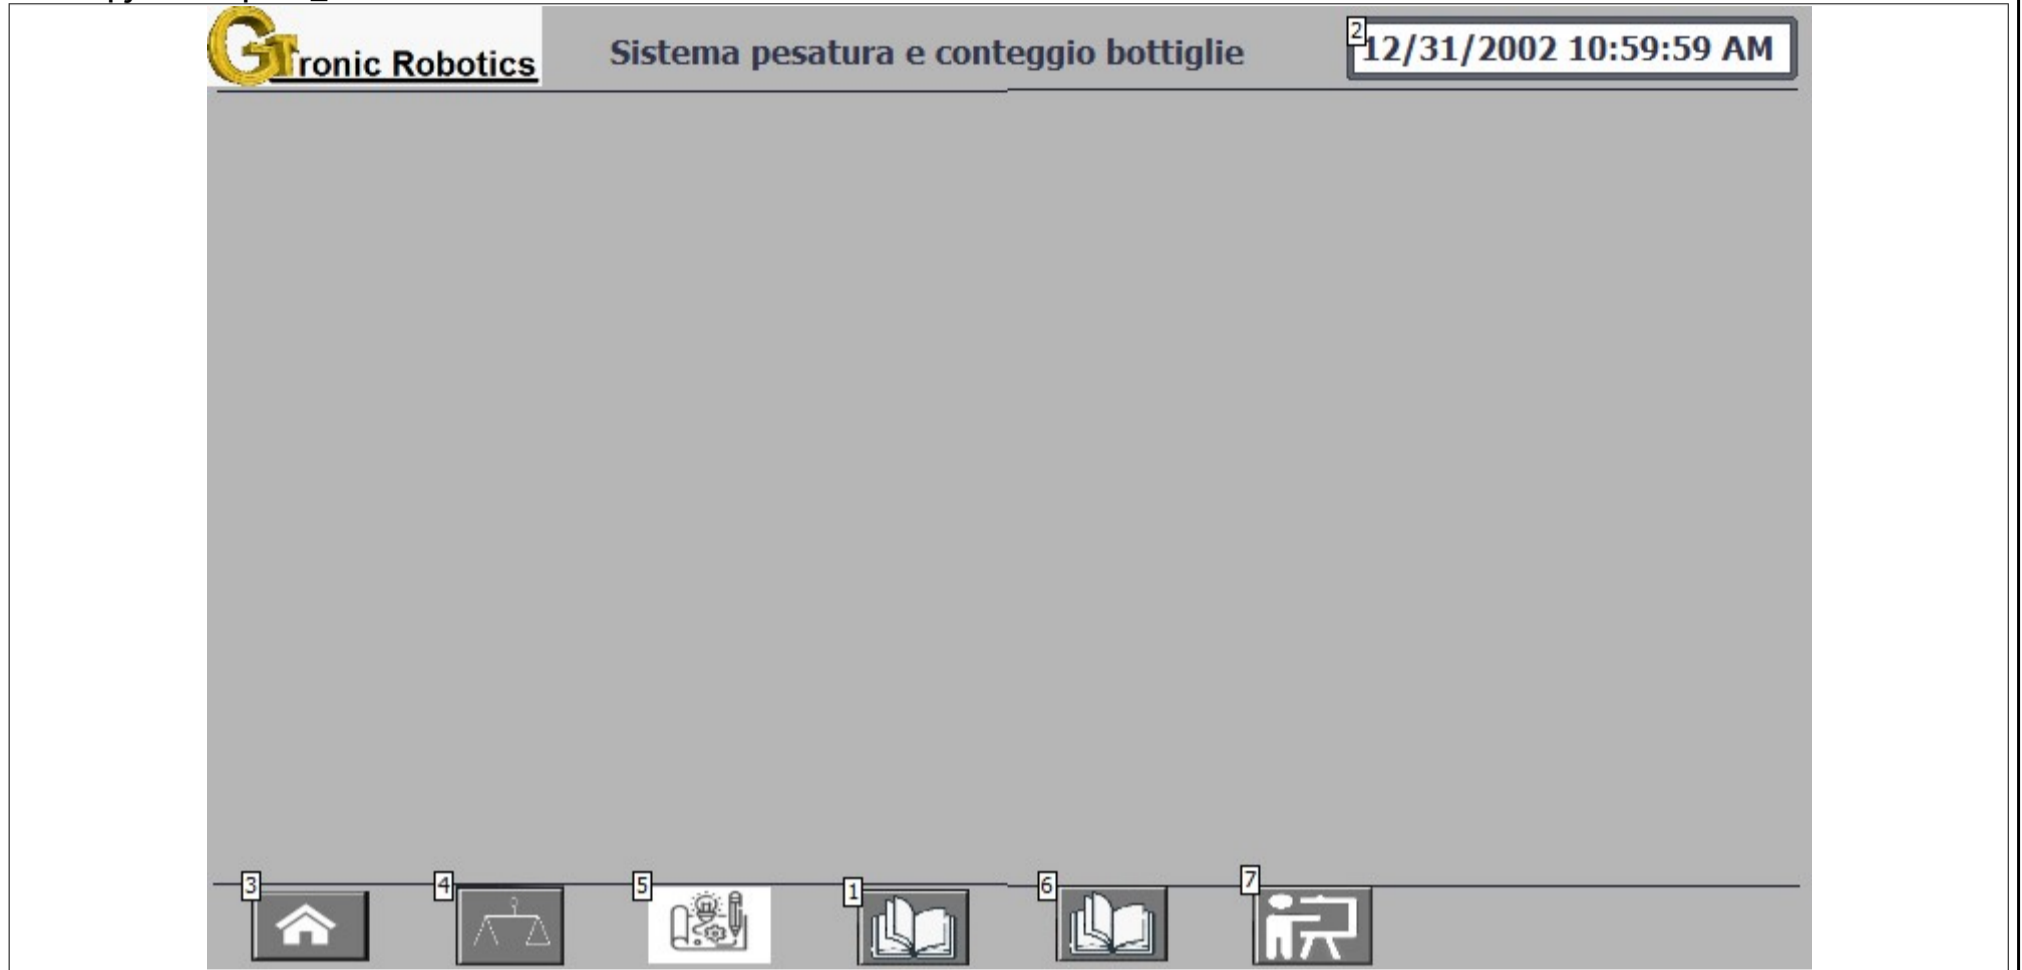 GTronic Robotics
Sistema pesatura e conteggio bottiglie
2
12/31/2002 10:59:59 AM
3
4
5
1
6
7